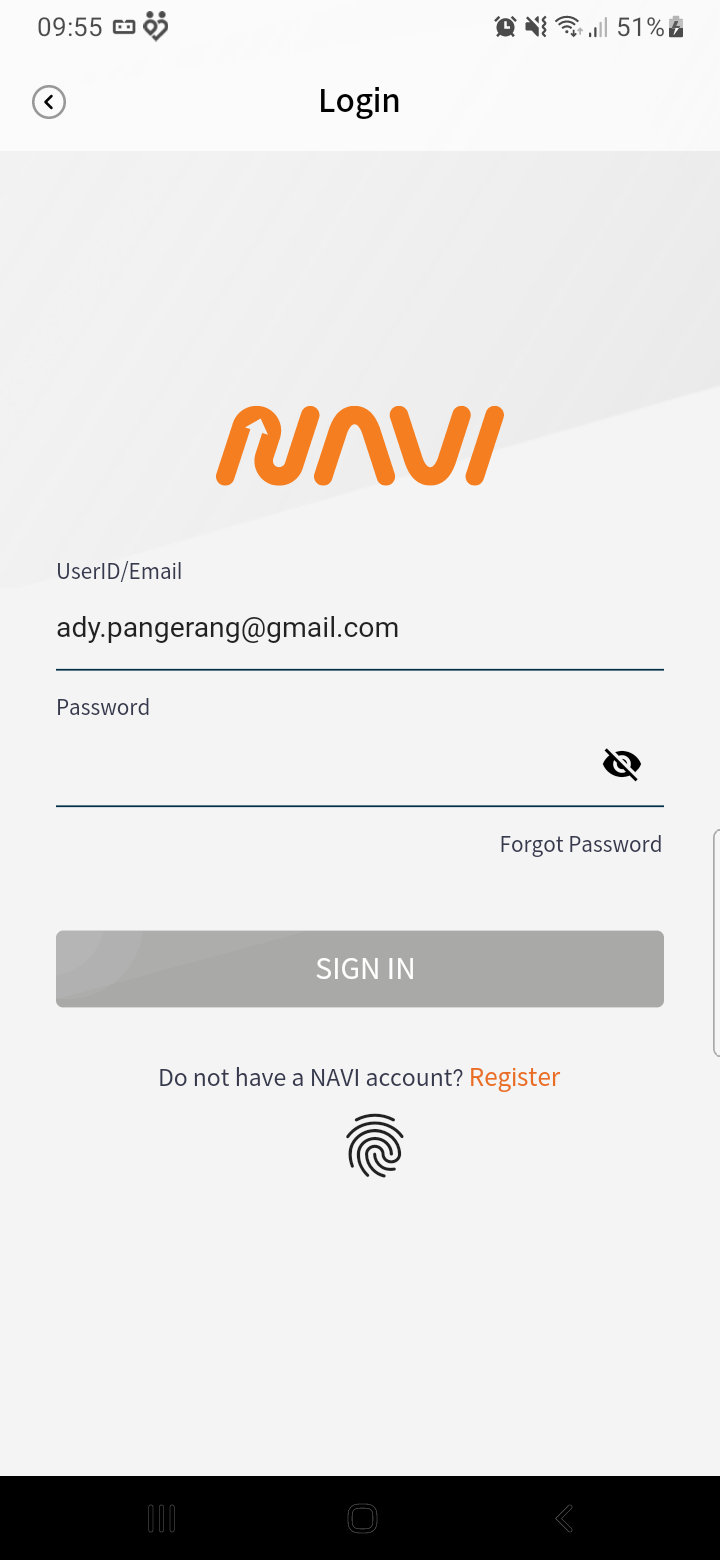 09:55 51%
Login
NAVI
UserID/Email
ady.pangerang@gmail.com
Password
Forgot Password
SIGN IN
Do not have a NAVI account? Register